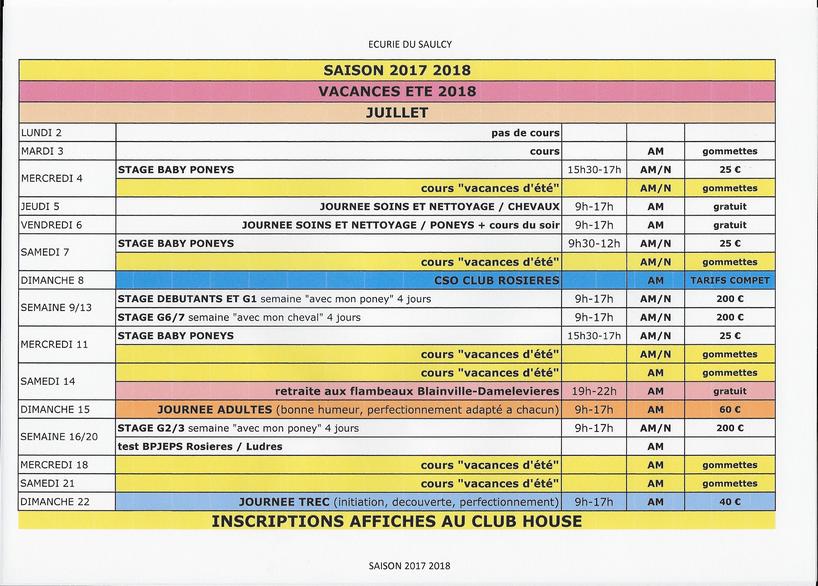 ECURIE DU SAULCY
SAISON 2017 2018
VACANCES ETE 2018
JUILLET
LUNDI 2 pas de cours
MARDI 3 cours AM gommettes
MERCREDI 4 STAGE BABY PONEYS 15h30-17h AM/N 25 €
cours "vacances d'été" AM/N gommettes
JEUDI 5 JOURNEE SOINS ET NETTOYAGE / CHEVAUX 9h-17h AM gratuit
VENDREDI 6 JOURNEE SOINS ET NETTOYAGE / PONEYS + cours du soir 9h-17h AM gratuit
SAMEDI 7 STAGE BABY PONEYS 9h30-12h AM/N 25 €
cours "vacances d'été" AM/N gommettes
DIMANCHE 8 CSO CLUB ROSIERES AM TARIFS COMPET
SEMAINE 9/13 STAGE DEBUTANTS ET G1 semaine "avec mon poney" 4 jours 9h-17h AM/N 200 €
STAGE G6/7 semaine "avec mon cheval" 4 jours 9h-17h AM/N 200 €
MERCREDI 11 STAGE BABY PONEYS 15h30-17h AM/N 25 €
cours "vacances d'été" AM/N gommettes
SAMEDI 14 cours "vacances d'été" AM gommettes
retraite aux flambeaux Blainville-Damelevieres 19h-22h AM gratuit
DIMANCHE 15 JOURNEE ADULTES (bonne humeur, perfectionnement adapté a chacun) 9h-17h AM 60 €
SEMAINE 16/20 STAGE G2/3 semaine "avec mon poney" 4 jours 9h-17h AM/N 200 €
test BPJEPS Rosieres / Ludres AM
MERCREDI 18 cours "vacances d'été" AM gommettes
SAMEDI 21 cours "vacances d'été" AM gommettes
DIMANCHE 22 JOURNEE TREC (initiation, decouverte, perfectionnement) 9h-17h AM 40 €
INSCRIPTIONS AFFICHES AU CLUB HOUSE
SAISON 2017 2018